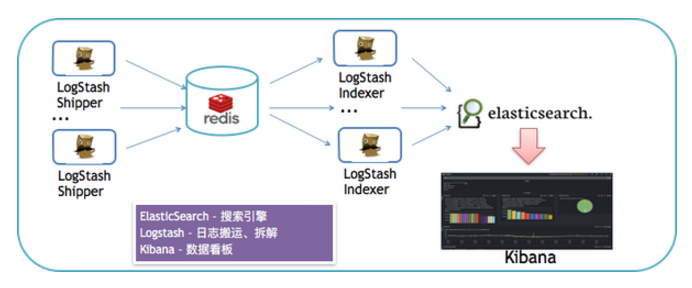 LogStash
Shipper
...
LogStash
Shipper
redis
LogStash
Indexer
...
LogStash
Indexer
elasticsearch.
Kibana
ElasticSearch - 搜索引擎
Logstash - 日志搬运、拆解
Kibana - 数据看板